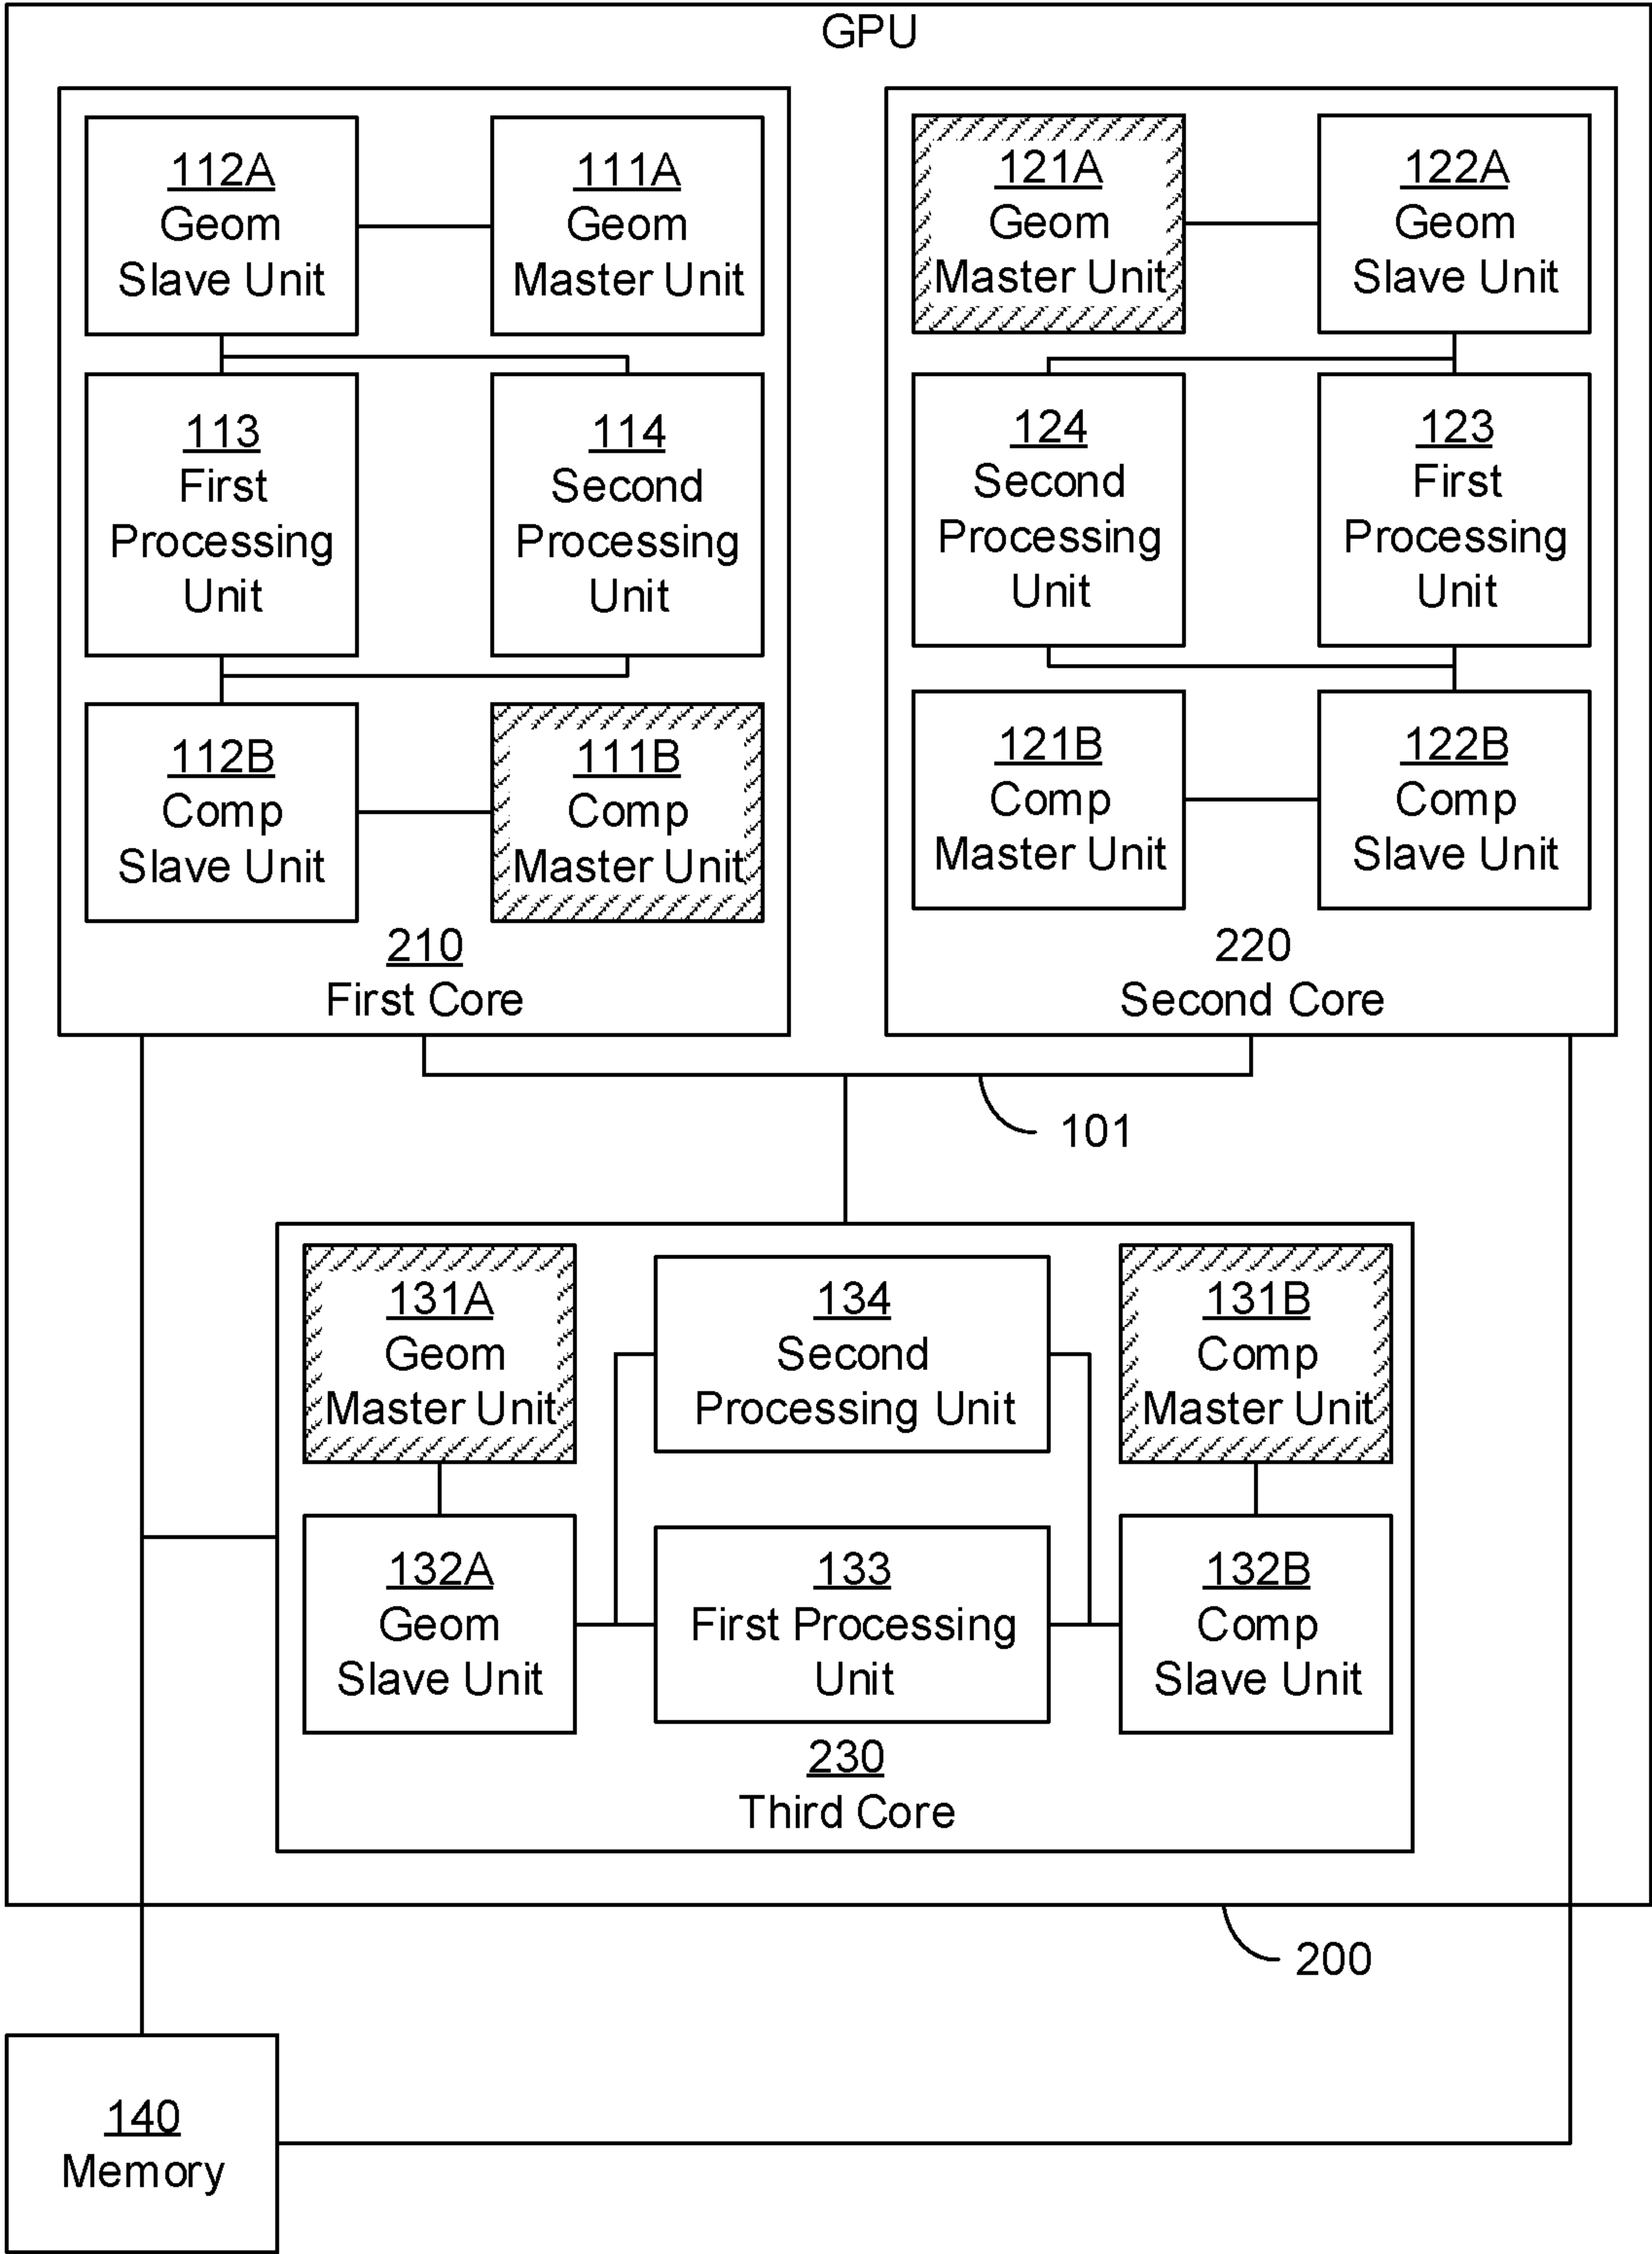 GPU
112A
Geom
Slave Unit
111A
Geom
Master Unit
113
First
Processing
Unit
114
Second
Processing
Unit
112B
Comp
Slave Unit
111B
Comp
Master Unit
210
First Core
121A
Geom
Master Unit
122A
Geom
Slave Unit
124
Second
Processing
Unit
123
First
Processing
Unit
121B
Comp
Master Unit
122B
Comp
Slave Unit
220
Second Core
101
131A
Geom
Master Unit
134
Second
Processing Unit
131B
Comp
Master Unit
132A
Geom
Slave Unit
133
First Processing
Unit
132B
Comp
Slave Unit
230
Third Core
200
140
Memory